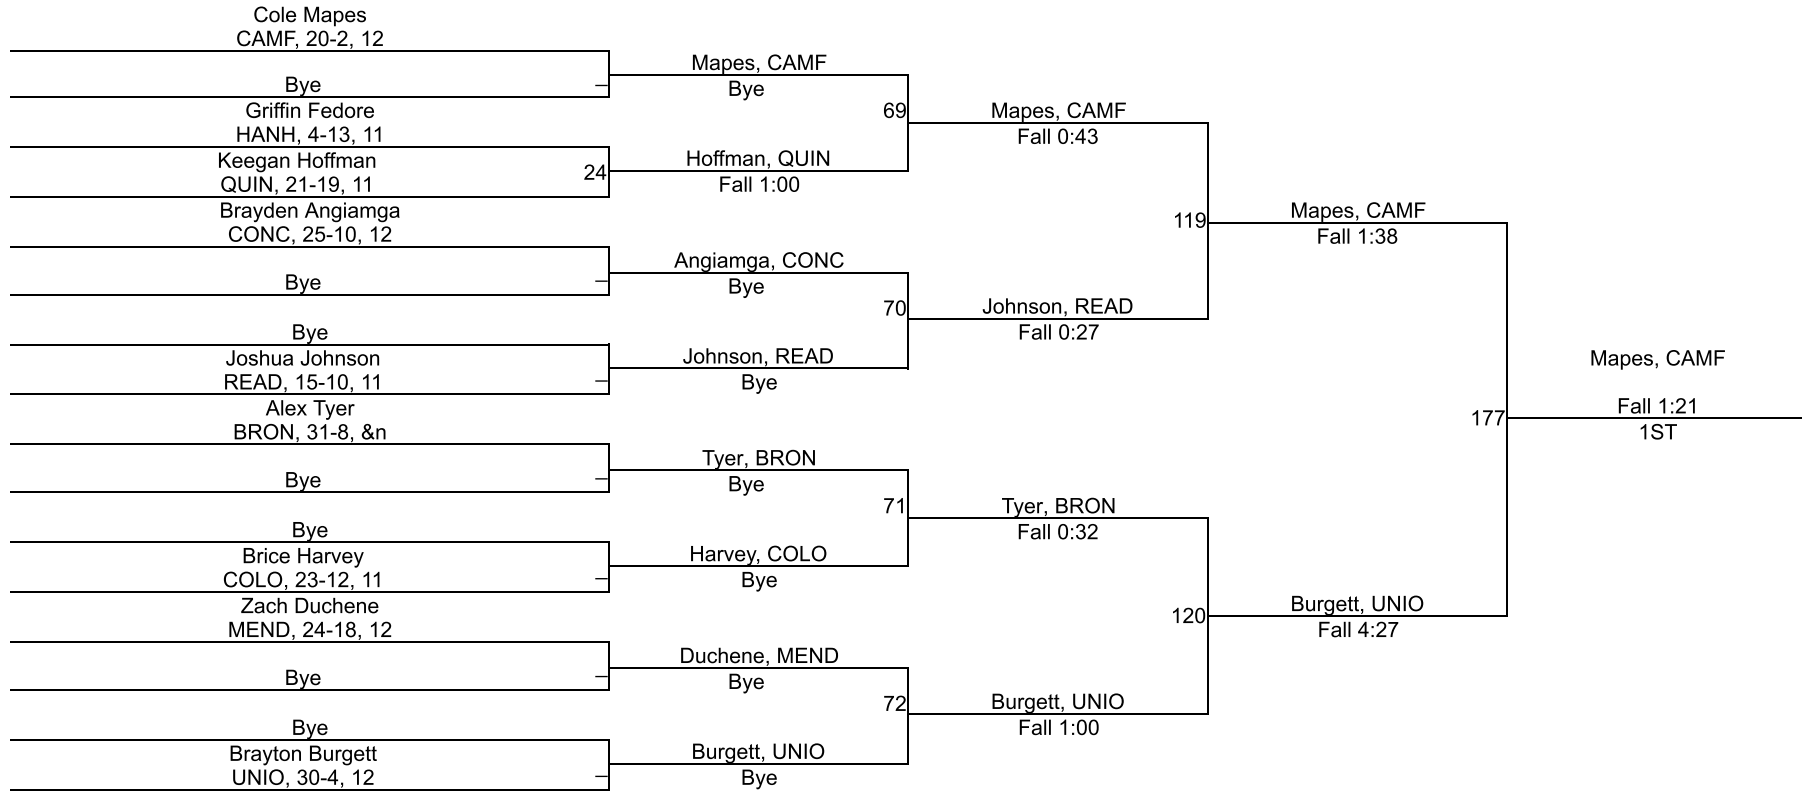 Cole Mapes
CAMF, 20-2, 12
Bye
Griffin Fedore
HANH, 4-13, 11
Keegan Hoffman
QUIN, 21-19, 11
24
Brayden Angiamga
CONC, 25-10, 12
Bye
Bye
Joshua Johnson
READ, 15-10, 11
Alex Tyer
BRON, 31-8, &n
Bye
Bye
Brice Harvey
COLO, 23-12, 11
Zach Duchene
MEND, 24-18, 12
Bye
Bye
Brayton Burgett
UNIO, 30-4, 12
Mapes, CAMF
Bye
69
Hoffman, QUIN
Fall 1:00
Angiamga, CONC
Bye
70
Johnson, READ
Bye
Tyer, BRON
Bye
71
Harvey, COLO
Bye
Duchene, MEND
Bye
72
Burgett, UNIO
Bye
Mapes, CAMF
Fall 0:43
119
Johnson, READ
Fall 0:27
Tyer, BRON
Fall 0:32
120
Burgett, UNIO
Fall 1:00
Mapes, CAMF
Fall 1:38
177
Burgett, UNIO
Fall 4:27
Mapes, CAMF
Fall 1:21
1ST